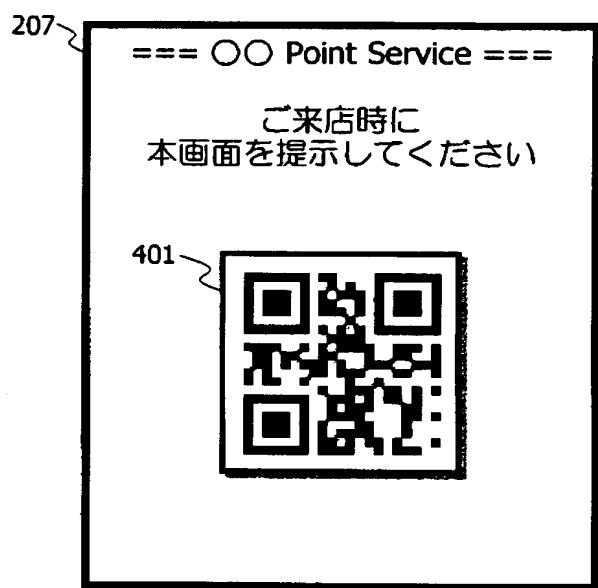 207
=== ○○ Point Service ===
ご来店時に
本画面を提示してください
401